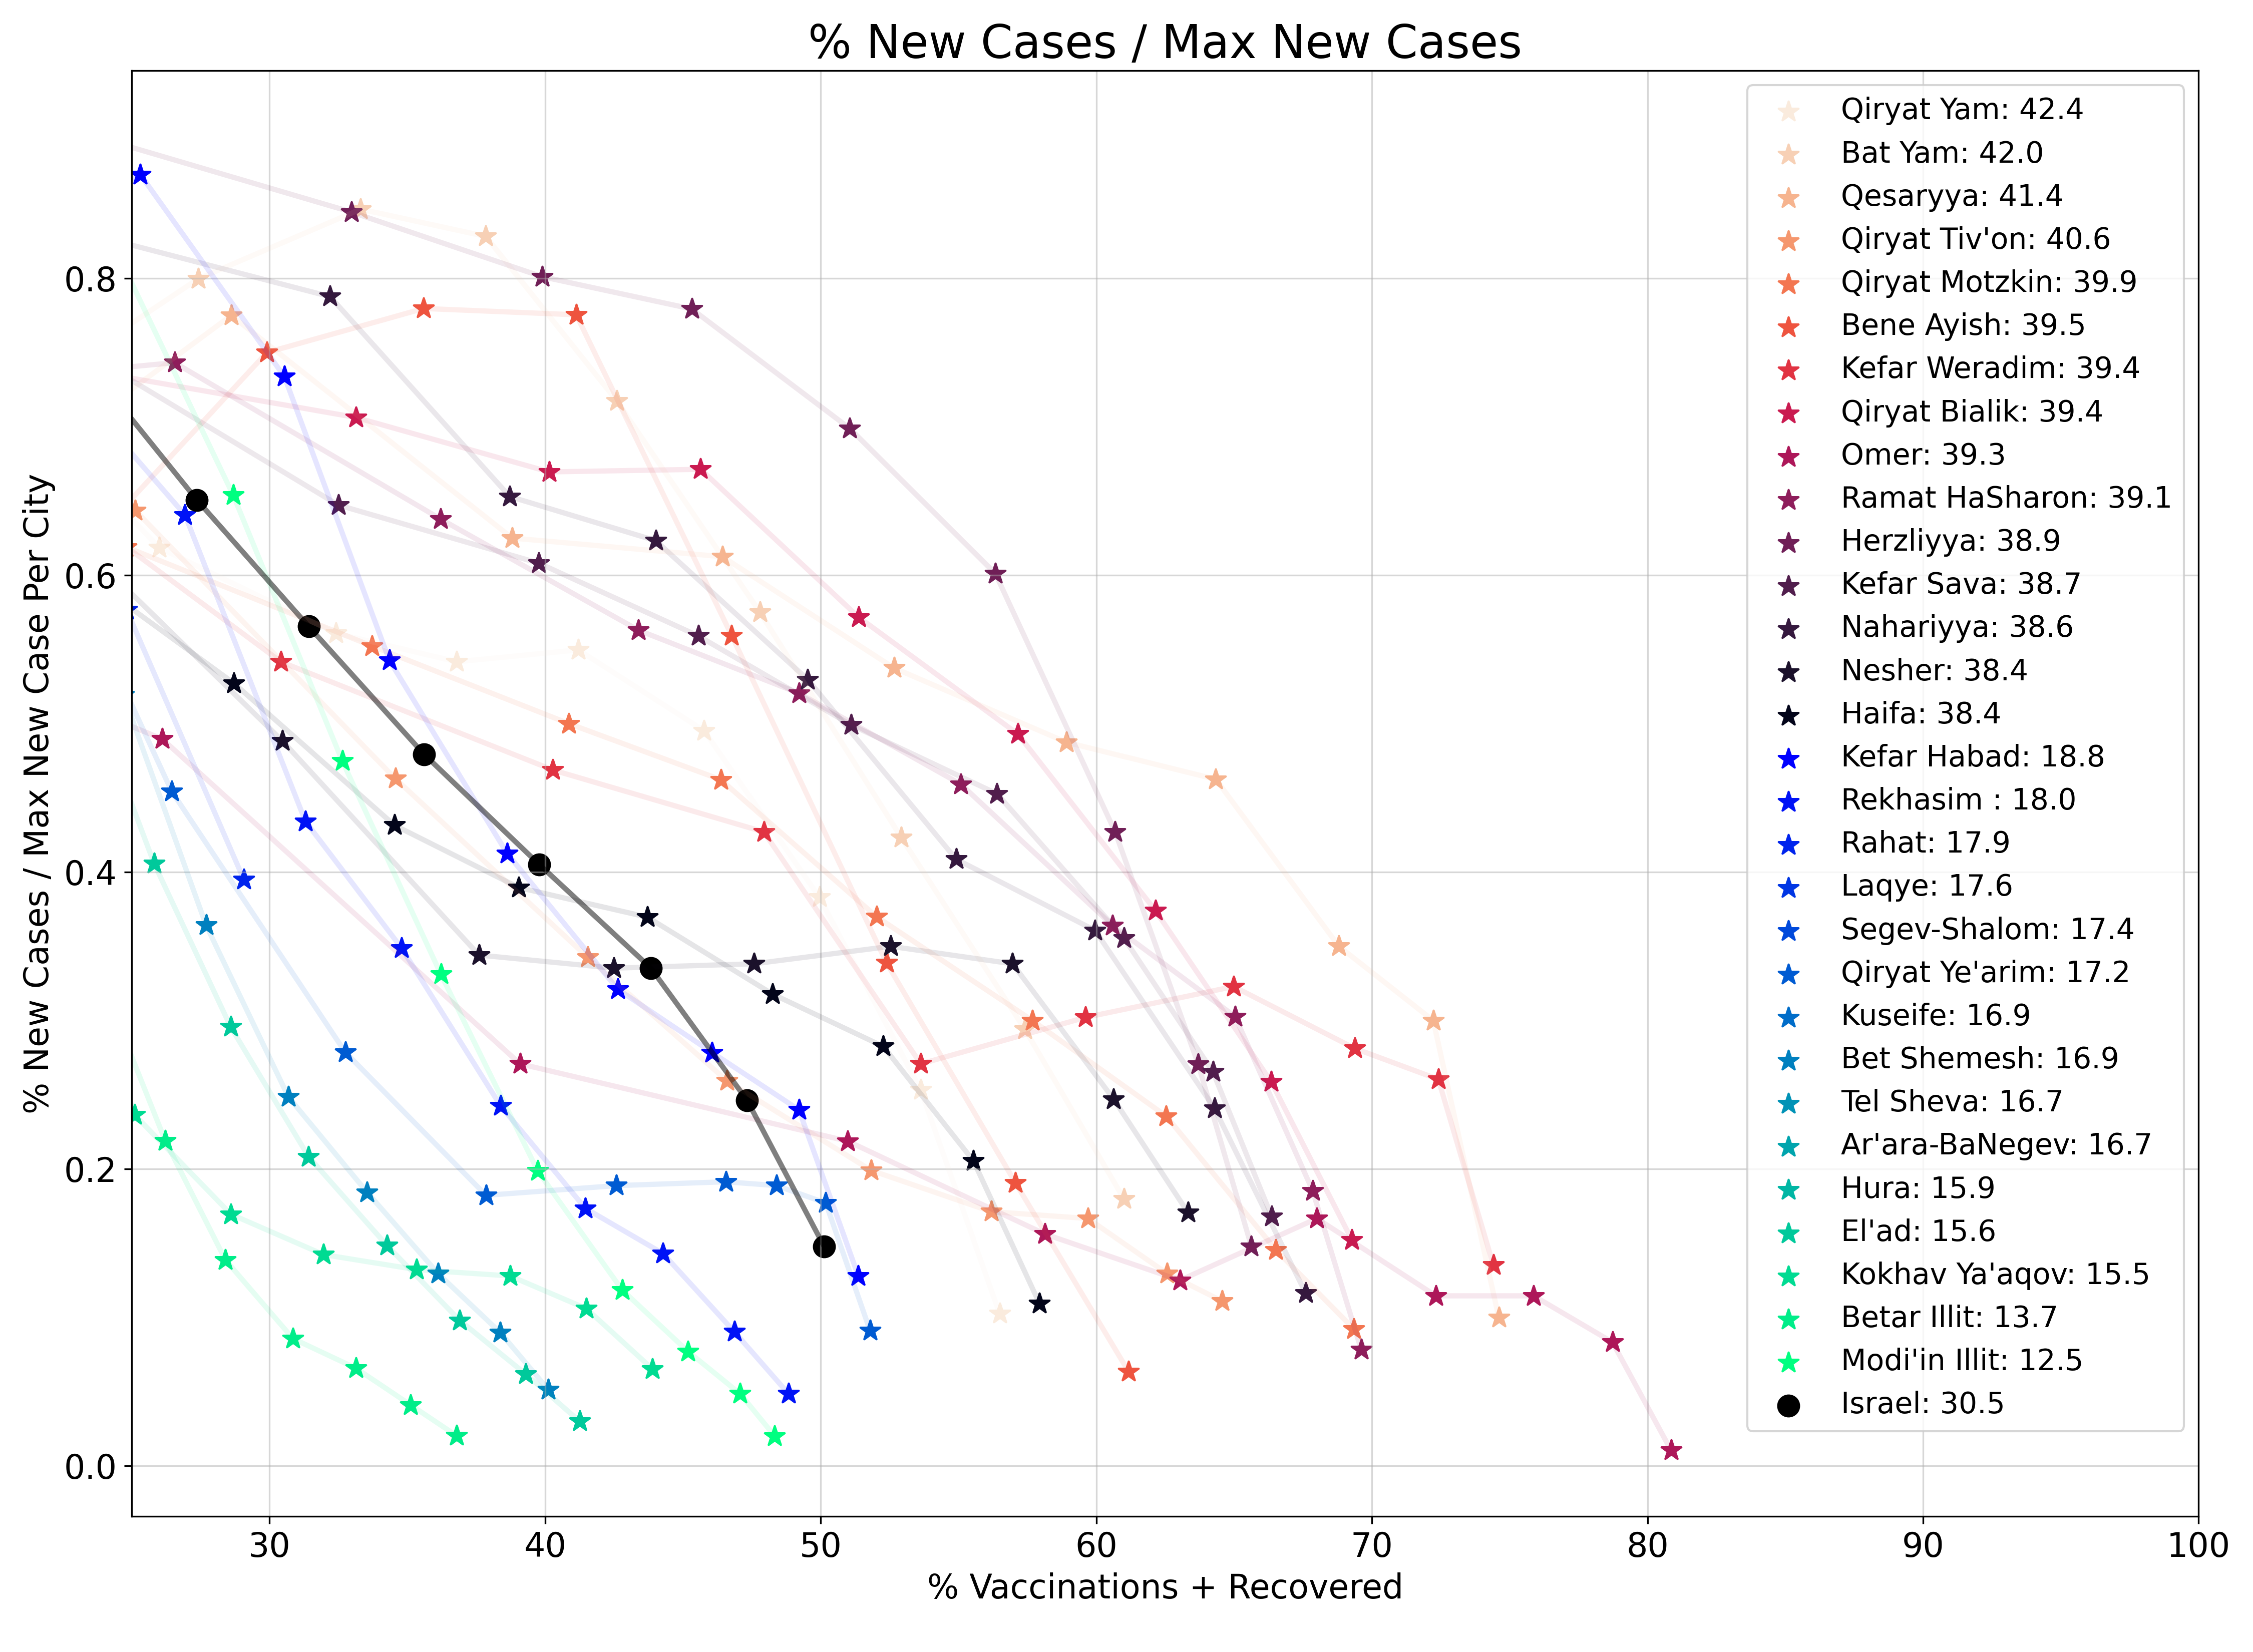 % New Cases / Max New Cases
% New Cases / Max New Case Per City
0.8
0.6
0.4
0.2
0.0
30 40 50 60 70 80 90 100
% Vaccinations + Recovered
Qiryat Yam: 42.4
Bat Yam: 42.0
Qesaryya: 41.4
Qiryat Tiv'on: 40.6
Qiryat Motzkin: 39.9
Bene Ayish: 39.5
Kefar Weradim: 39.4
Qiryat Bialik: 39.4
Omer: 39.3
Ramat HaSharon: 39.1
Herzliyya: 38.9
Kefar Sava: 38.7
Nahariyya: 38.6
Nesher: 38.4
Haifa: 38.4
Kefar Habad: 18.8
Rekhasim : 18.0
Rahat: 17.9
Laqye: 17.6
Segev-Shalom: 17.4
Qiryat Ye'arim: 17.2
Kuseife: 16.9
Bet Shemesh: 16.9
Tel Sheva: 16.7
Ar'ara-BaNegev: 16.7
Hura: 15.9
El'ad: 15.6
Kokhav Ya'aqov: 15.5
Betar Illit: 13.7
Modi'in Illit: 12.5
Israel: 30.5